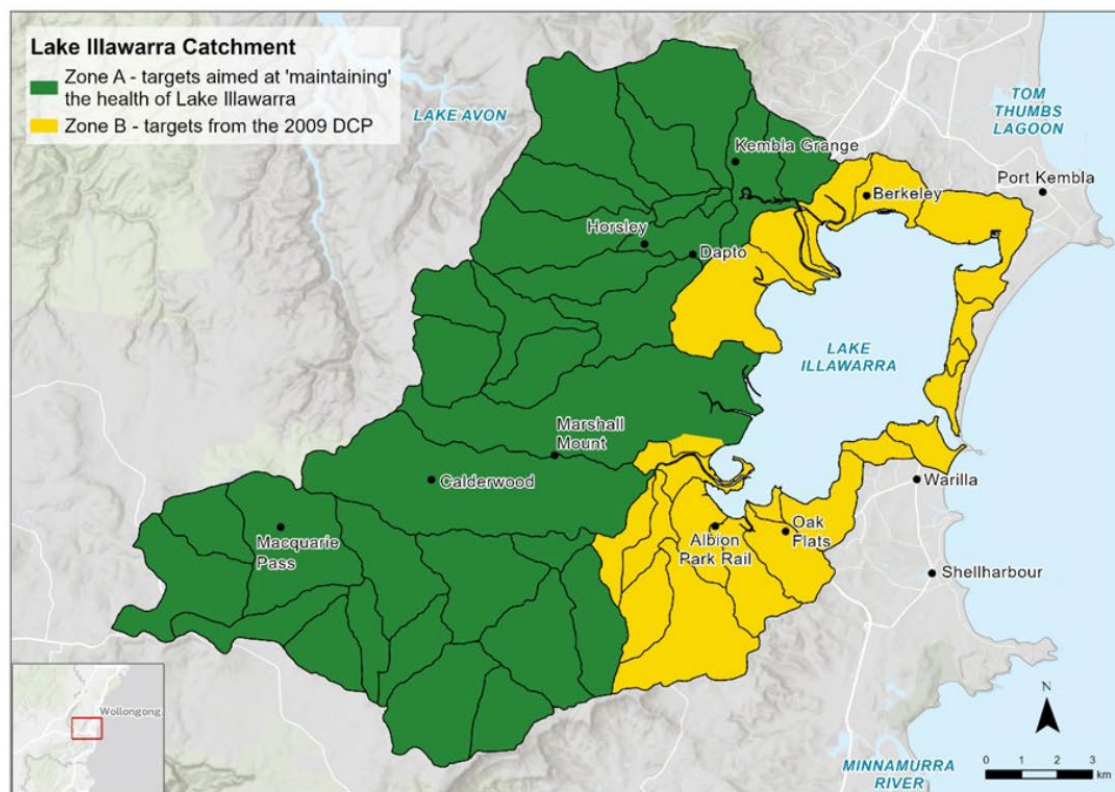 Lake Illawarra Catchment
Zone A - targets aimed at 'maintaining'
the health of Lake Illawarra
Zone B - targets from the 2009 DCP
LAKE AVON
TOM
THUMBS
LAGOON
Kembla Grange
Port Kembla
Berkeley
Horsley
Dapto
LAKE
ILLAWARRA
Marshall
Mount
Calderwood
Warilla
Macquarie
Pass
Albion
Park Rail
Oak
Flats
Shellharbour
Wollongong
N
MINNAMURRA
RIVER
0 1 2 3
km